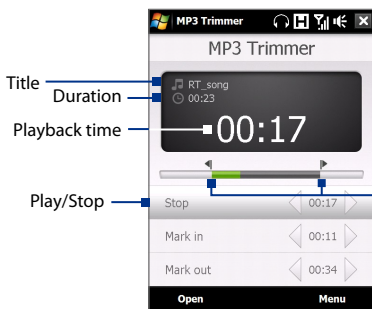 MP3 Trimmer
MP3 Trimmer
Title
RT_song
Duration
00:23
Playback time
00:17
Play/Stop
Stop
00:17
Mark in
00:11
Mark out
00:34
Open
Menu